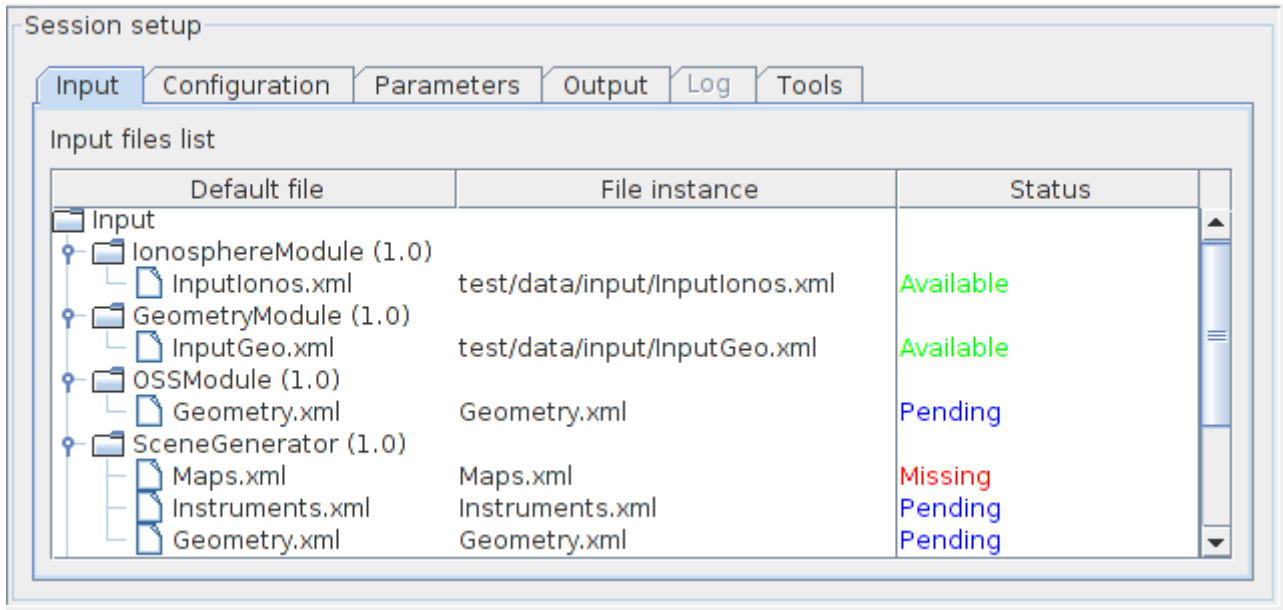 Session setup
Input Configuration Parameters Output Log Tools
Input files list
Default file File instance Status
Input
IonosphereModule (1.0)
InputIonos.xml test/data/input/InputIonos.xml Available
GeometryModule (1.0)
InputGeo.xml test/data/input/InputGeo.xml Available
OSSModule (1.0)
Geometry.xml Geometry.xml Pending
SceneGenerator (1.0)
Maps.xml Maps.xml Missing
Instruments.xml Instruments.xml Pending
Geometry.xml Geometry.xml Pending